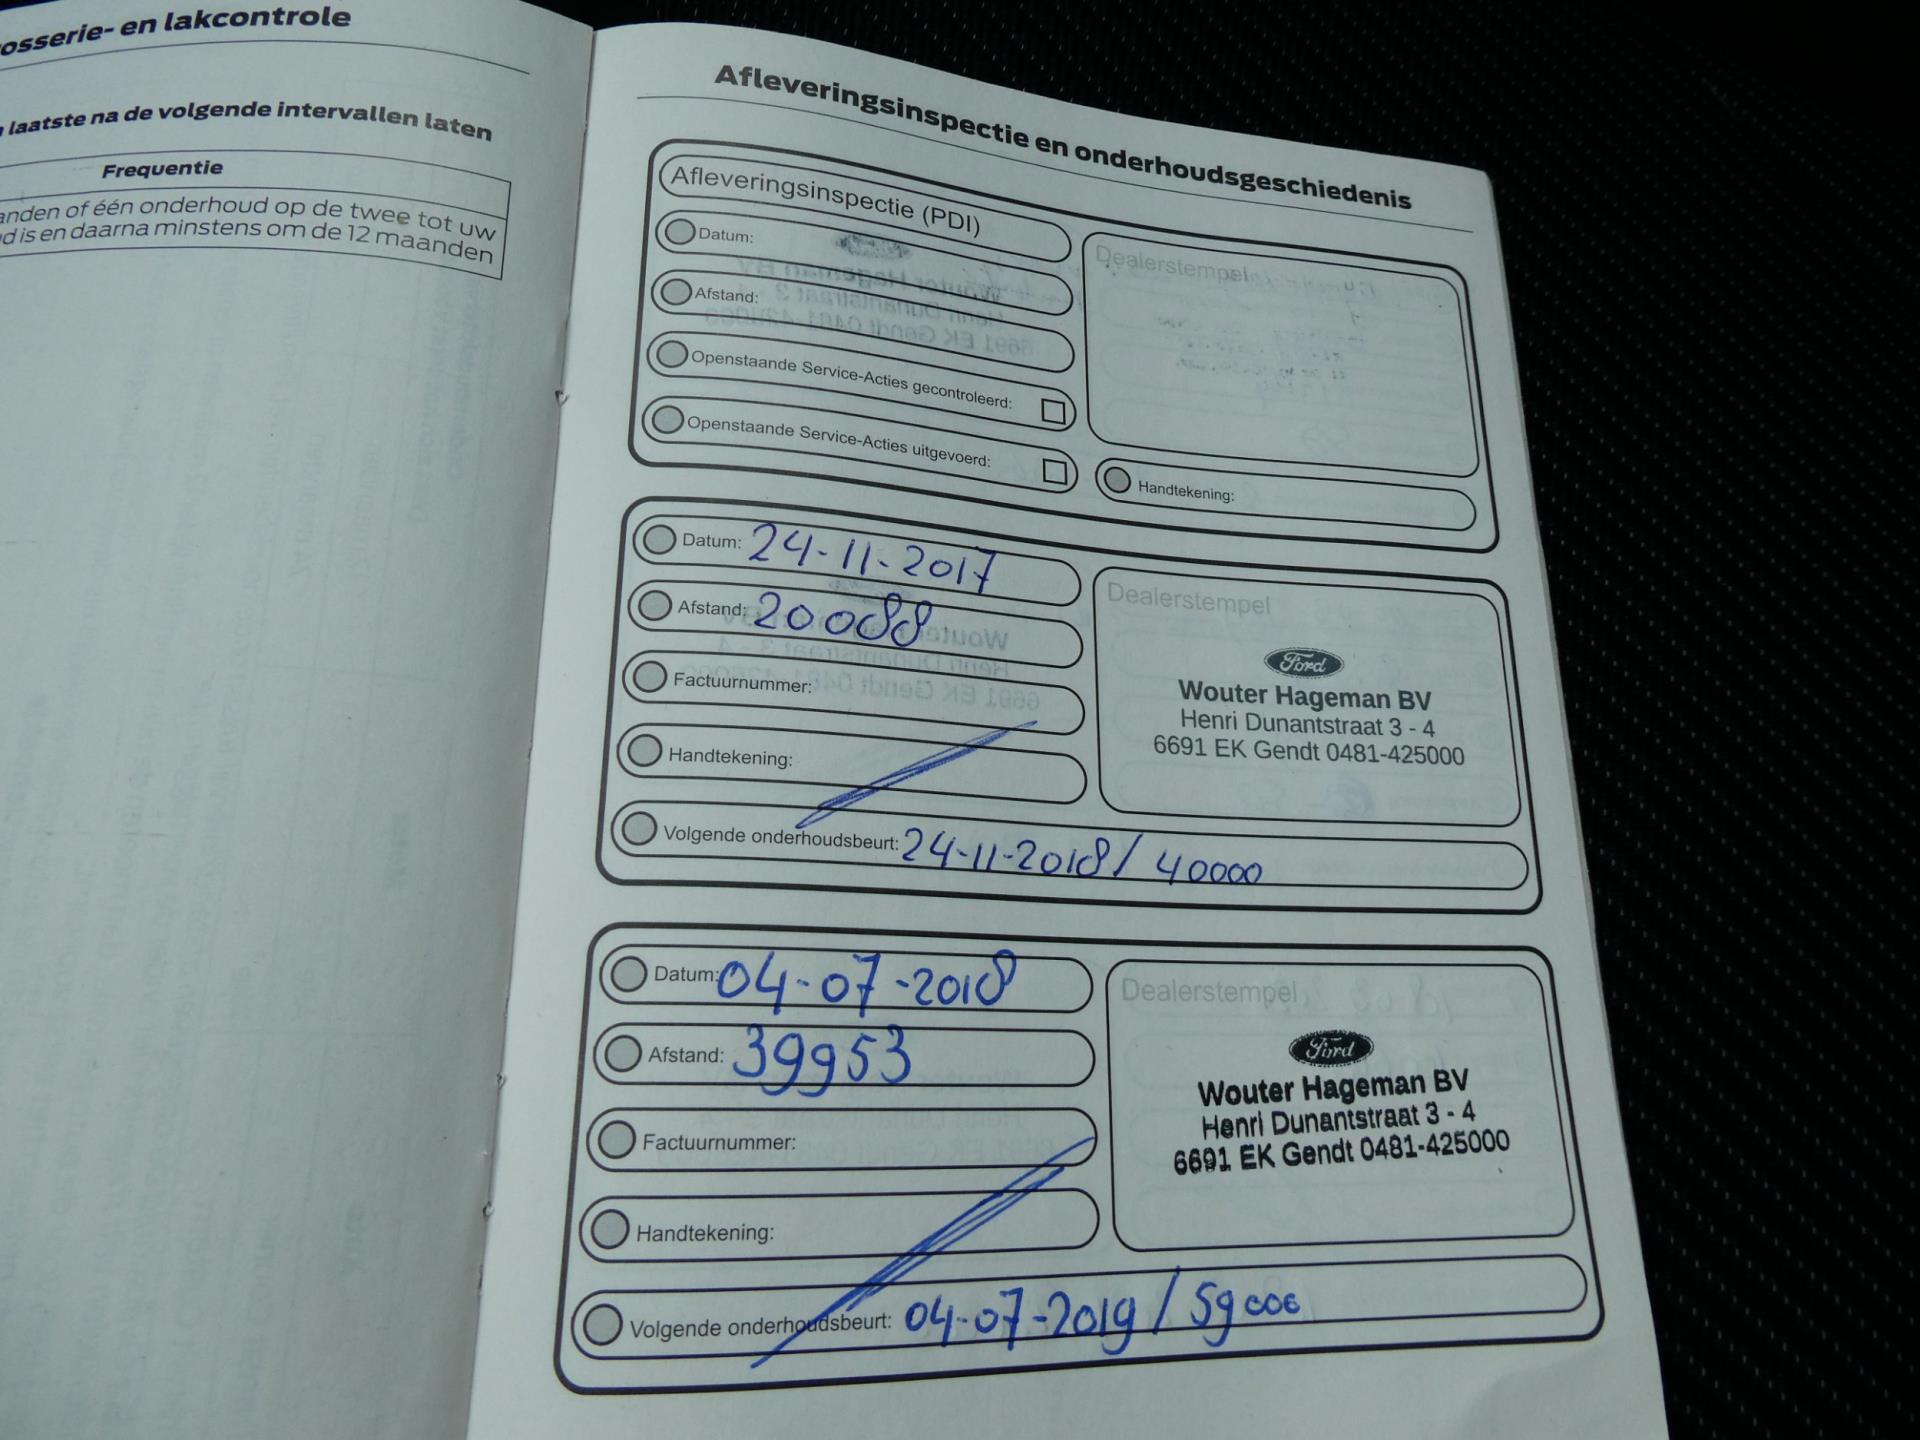 osserie- en lakcontrole
laatste na de volgende intervallen laten
Frequentie
anden of één onderhoud op de twee tot uw
d is en daarna minstens om de 12 maanden
Afleveringsinspectie en onderhoudsgeschiedenis
Afleveringsinspectie (PDI)
Datum:
Afstand:
Openstaande Service-Acties gecontroleerd:
Openstaande Service-Acties uitgevoerd:
Dealerstempel
Handtekening:
Datum: 24-11-2017
Afstand: 20088
Factuurnummer:
Handtekening:
Volgende onderhoudsbeurt: 24-11-2018 / 40000
Dealerstempel
Ford
Wouter Hageman BV
Henri Dunantstraat 3 - 4
6691 EK Gendt 0481-425000
Datum: 04-07-2018
Afstand: 39953
Factuurnummer:
Handtekening:
Volgende onderhoudsbeurt: 04-07-2019 / 59000
Dealerstempel
Ford
Wouter Hageman BV
Henri Dunantstraat 3 - 4
6691 EK Gendt 0481-425000